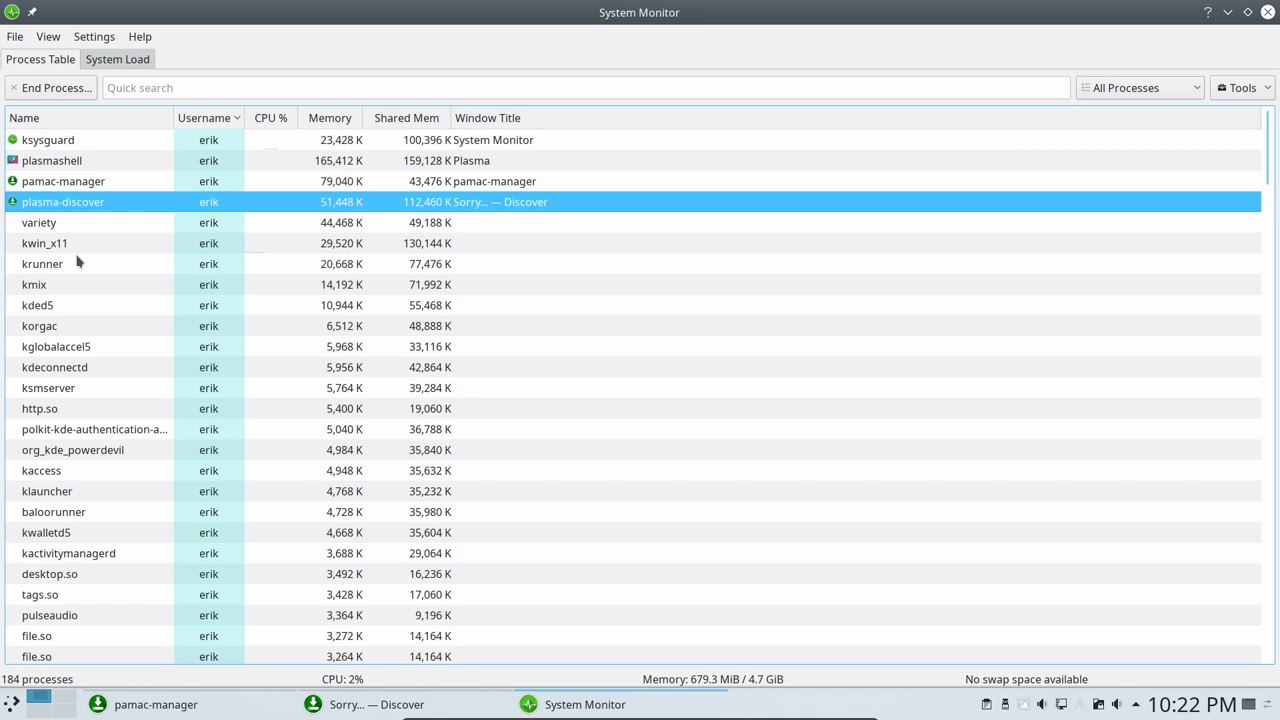 System Monitor
File View Settings Help
Process Table System Load
End Process... Quick search All Processes Tools
Name Username CPU % Memory Shared Mem Window Title
ksysguard erik 23,428 K 100,396 K System Monitor
plasmashell erik 165,412 K 159,128 K Plasma
pamac-manager erik 79,040 K 43,476 K pamac-manager
plasma-discover erik 51,448 K 112,460 K Sorry... — Discover
variety erik 44,468 K 49,188 K
kwin_x11 erik 29,520 K 130,144 K
krunner erik 20,668 K 77,476 K
kmix erik 14,192 K 71,992 K
kded5 erik 10,944 K 55,468 K
korgac erik 6,512 K 48,888 K
kglobalaccel5 erik 5,968 K 33,116 K
kdeconnectd erik 5,956 K 42,864 K
ksmserver erik 5,764 K 39,284 K
http.so erik 5,400 K 19,060 K
polkit-kde-authentication-a... erik 5,040 K 36,788 K
org_kde_powerdevil erik 4,984 K 35,840 K
kaccess erik 4,948 K 35,632 K
klauncher erik 4,768 K 35,232 K
baloorunner erik 4,728 K 35,980 K
kwalletd5 erik 4,668 K 35,604 K
kactivitymanagerd erik 3,688 K 29,064 K
desktop.so erik 3,492 K 16,236 K
tags.so erik 3,428 K 17,060 K
pulseaudio erik 3,364 K 9,196 K
file.so erik 3,272 K 14,164 K
file.so erik 3,264 K 14,164 K
184 processes CPU: 2% Memory: 679.3 MiB / 4.7 GiB No swap space available
pamac-manager Sorry... — Discover System Monitor 10:22 PM